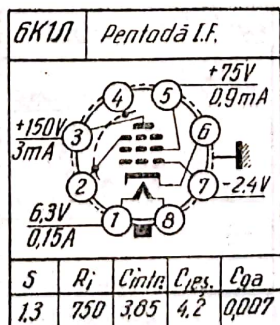 6К1Л Pentodă I.F.
+75V
0,9mA
+150V
3mA
-2,4V
6,3V
0,15A
1 2 3 4 5 6 7 8
S Ri Cintr. Cieș. Cga
1,3 750 3,85 4,2 0,007